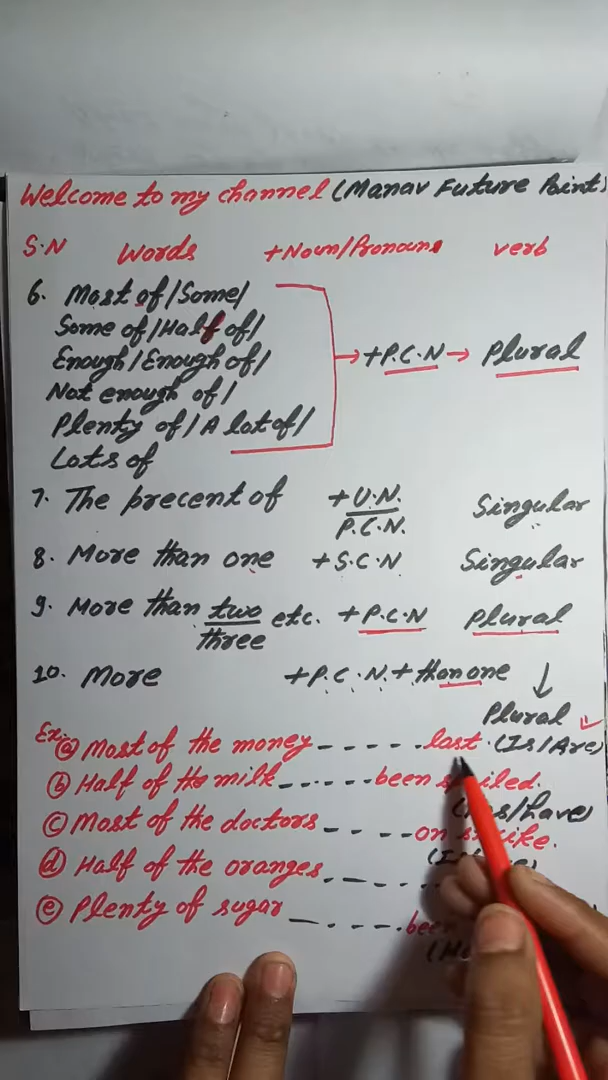 Welcome to my channel (Manav Future Point)
S.N Words +Noun/Pronouns verb
6. Most of/Some/
Some of/Half of/
Enough/Enough of/
Not enough of/
Plenty of/A lot of/
Lots of
+P.C.N → Plural
7. The precent of +U.N. / P.C.N. Singular
8. More than one +S.C.N Singular
9. More than two / three etc. +P.C.N Plural
10. More +P.C.N. + than one ↓
Plural
Ex. (a) Most of the money ------ last. (Is/Are)
(b) Half of the milk ------ been spoiled.
(Has/have)
(c) Most of the doctors ---- on strike.
(d) Half of the oranges ----
(e) Plenty of sugar ---- been